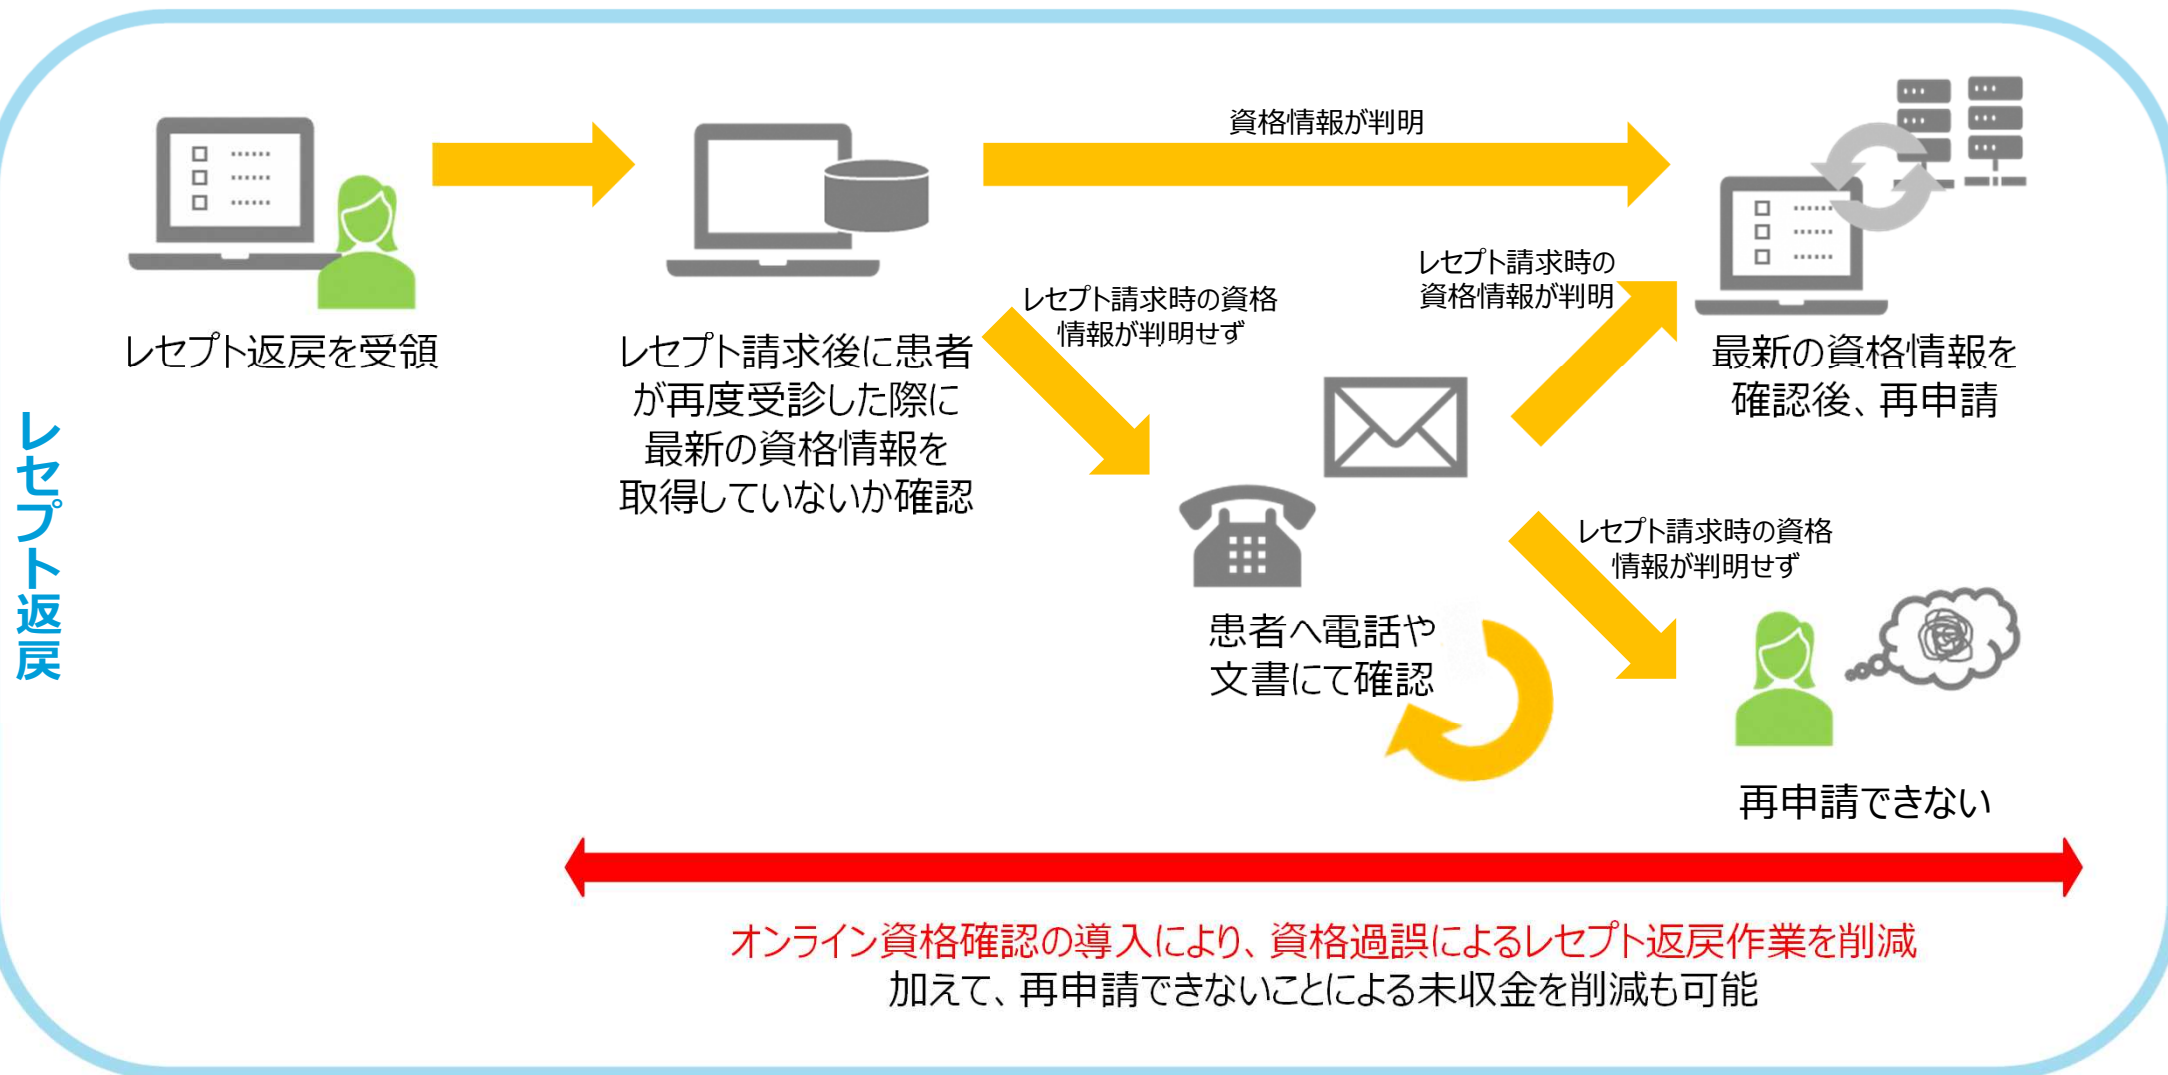 レセプト返戻
レセプト返戻を受領
レセプト請求後に患者
が再度受診した際に
最新の資格情報を
取得していないか確認
資格情報が判明
レセプト請求時の資格
情報が判明せず
レセプト請求時の
資格情報が判明
最新の資格情報を
確認後、再申請
患者へ電話や
文書にて確認
レセプト請求時の資格
情報が判明せず
再申請できない
オンライン資格確認の導入により、資格過誤によるレセプト返戻作業を削減
加えて、再申請できないことによる未収金を削減も可能